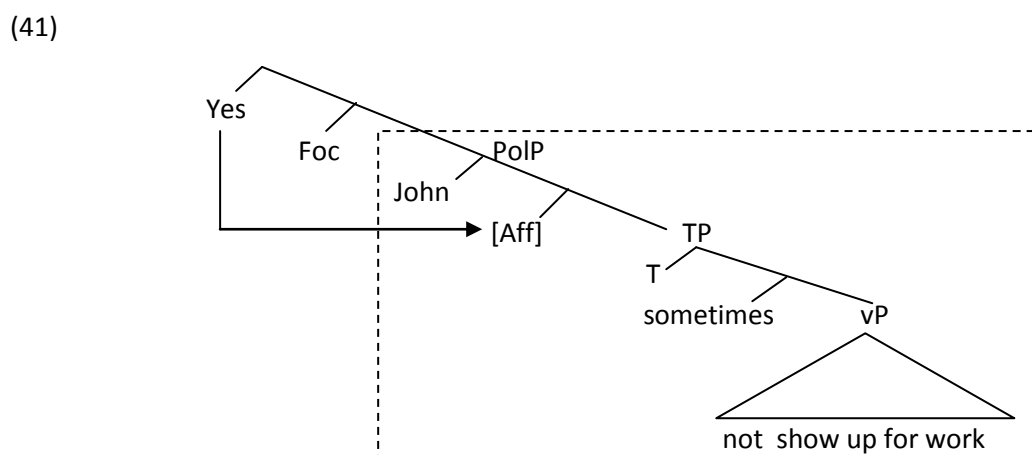 (41)
Yes
Foc
PolP
John
[Aff]
TP
T
sometimes
vP
not show up for work